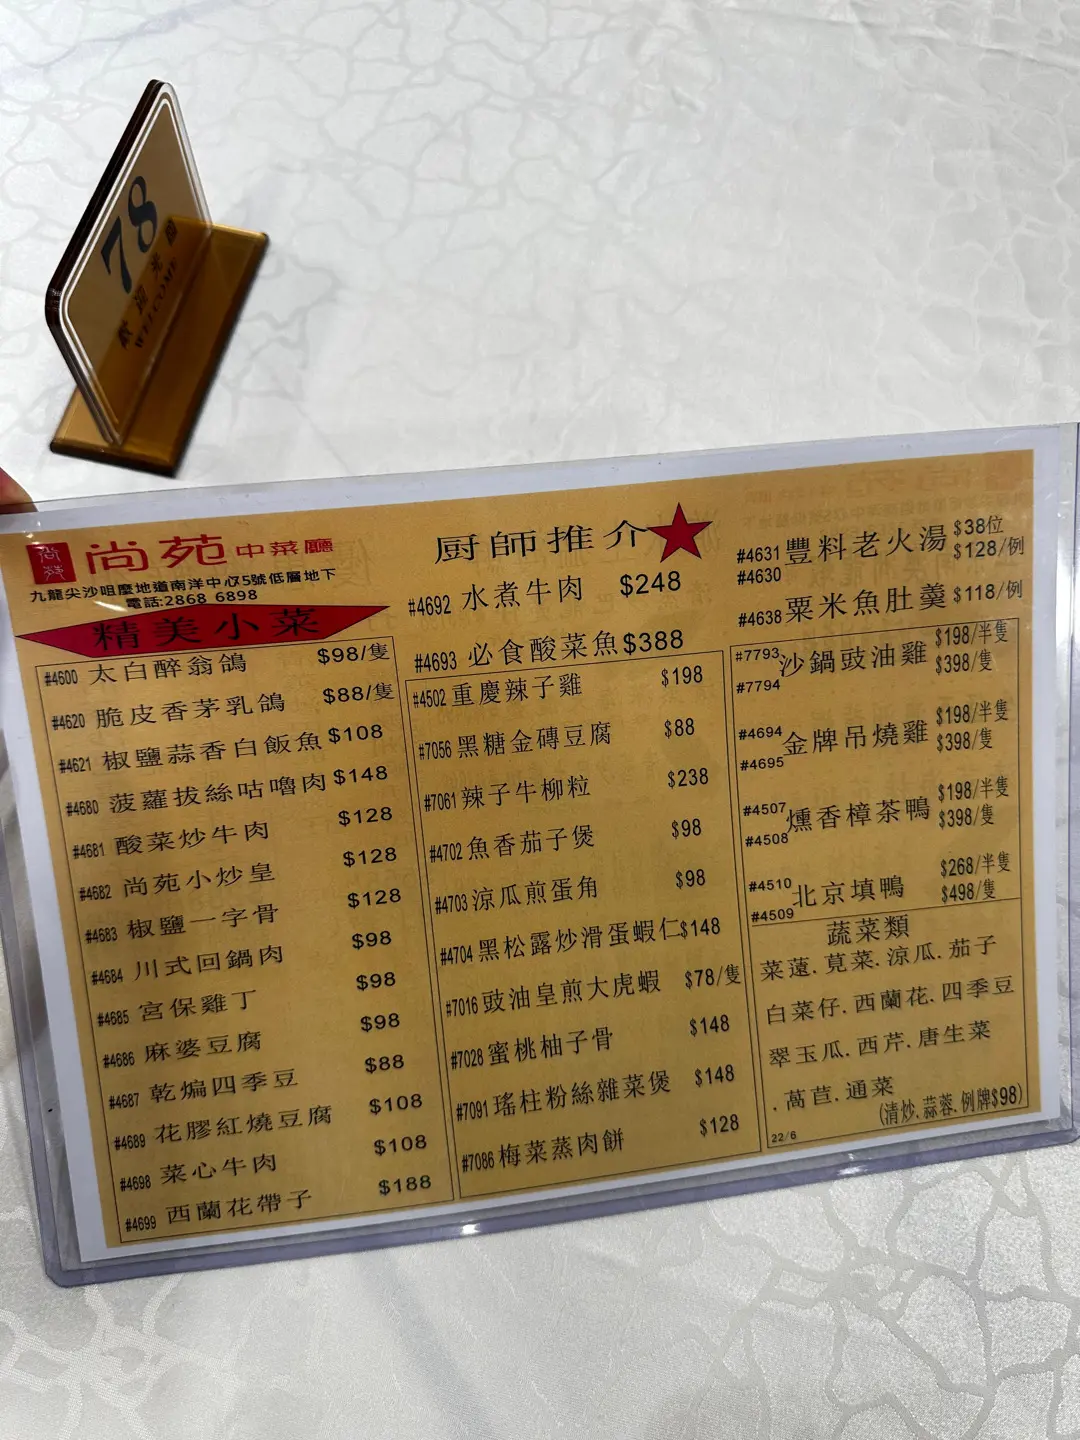 78
歡迎光臨
WELCOME
尚苑
尚苑中菜廳
九龍尖沙咀麼地道南洋中心5號低層地下
電話:2868 6898
精美小菜
#4600 太白醉翁鴿 $98/隻
#4620 脆皮香茅乳鴿 $88/隻
#4621 椒鹽蒜香白飯魚 $108
#4680 菠蘿拔絲咕嚕肉 $148
#4681 酸菜炒牛肉 $128
#4682 尚苑小炒皇 $128
#4683 椒鹽一字骨 $128
#4684 川式回鍋肉 $98
#4685 宮保雞丁 $98
#4686 麻婆豆腐 $98
#4687 乾煸四季豆 $88
#4689 花膠紅燒豆腐 $108
#4698 菜心牛肉 $108
#4699 西蘭花帶子 $188
厨師推介
#4692 水煮牛肉 $248
#4693 必食酸菜魚 $388
#4502 重慶辣子雞 $198
#7056 黑糖金磚豆腐 $88
#7061 辣子牛柳粒 $238
#4702 魚香茄子煲 $98
#4703 涼瓜煎蛋角 $98
#4704 黑松露炒滑蛋蝦仁 $148
#7016 豉油皇煎大虎蝦 $78/隻
#7028 蜜桃柚子骨 $148
#7091 瑤柱粉絲雜菜煲 $148
#7086 梅菜蒸肉餅 $128
#4631 豐料老火湯 $38位
#4630 $128/例
#4638 粟米魚肚羹 $118/例
#7793 沙鍋豉油雞 $198/半隻
#7794 $398/隻
#4694 金牌吊燒雞 $198/半隻
#4695 $398/隻
#4507 燻香樟茶鴨 $198/半隻
#4508 $398/隻
#4510 北京填鴨 $268/半隻
#4509 $498/隻
蔬菜類
菜薳. 莧菜. 涼瓜. 茄子
白菜仔. 西蘭花. 四季豆
翠玉瓜. 西芹. 唐生菜
. 萵苣. 通菜
(清炒. 蒜蓉. 例牌$98)
22/6